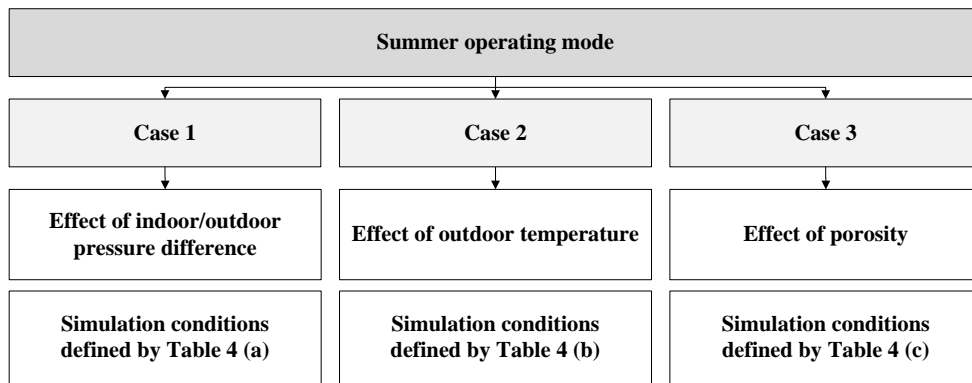 Summer operating mode
Case 1
Case 2
Case 3
Effect of indoor/outdoor
pressure difference
Effect of outdoor temperature
Effect of porosity
Simulation conditions
defined by Table 4 (a)
Simulation conditions
defined by Table 4 (b)
Simulation conditions
defined by Table 4 (c)